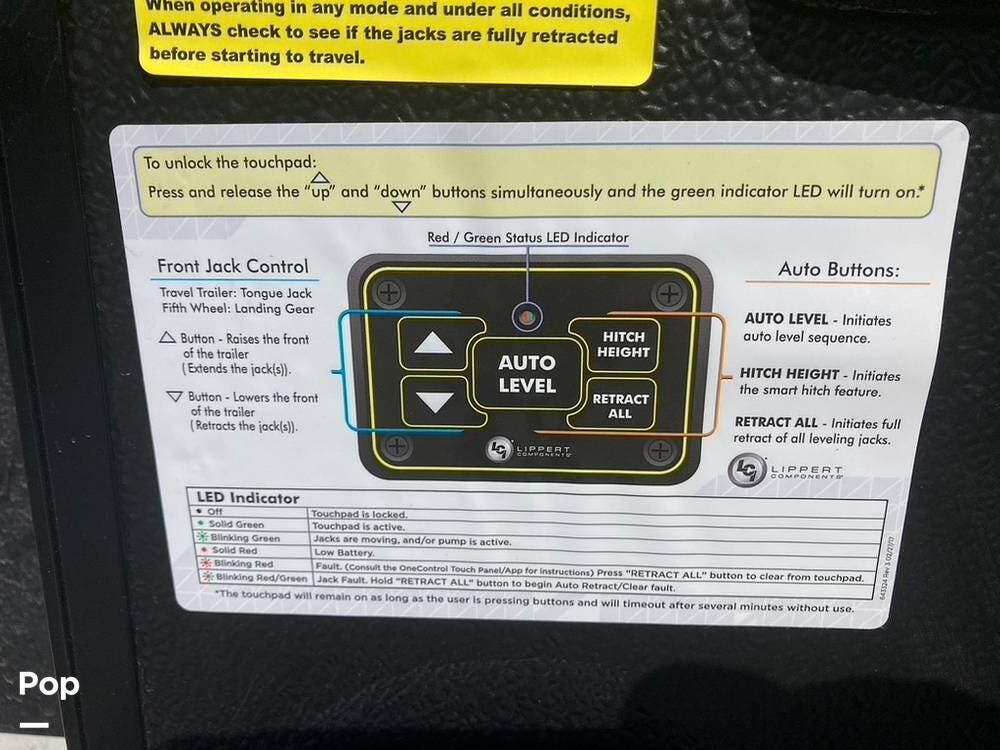 When operating in any mode and under all conditions,
ALWAYS check to see if the jacks are fully retracted
before starting to travel.
To unlock the touchpad:
Press and release the “up” and “down” buttons simultaneously and the green indicator LED will turn on.*
Red / Green Status LED Indicator
Front Jack Control
Travel Trailer: Tongue Jack
Fifth Wheel: Landing Gear
Button - Raises the front
of the trailer
(Extends the jack(s)).
Button - Lowers the front
of the trailer
(Retracts the jack(s)).
AUTO
LEVEL
HITCH
HEIGHT
RETRACT
ALL
LCI LIPPERT
COMPONENTS
Auto Buttons:
AUTO LEVEL - Initiates
auto level sequence.
HITCH HEIGHT - Initiates
the smart hitch feature.
RETRACT ALL - Initiates full
retract of all leveling jacks.
LCI LIPPERT
COMPONENTS
LED Indicator
Off Touchpad is locked.
Solid Green Touchpad is active.
Blinking Green Jacks are moving, and/or pump is active.
Solid Red Low Battery.
Blinking Red Fault. (Consult the OneControl Touch Panel/App for instructions) Press "RETRACT ALL" button to clear from touchpad.
Blinking Red/Green Jack Fault. Hold "RETRACT ALL" button to begin Auto Retract/Clear fault.
*The touchpad will remain on as long as the user is pressing buttons and will timeout after several minutes without use.
Pop